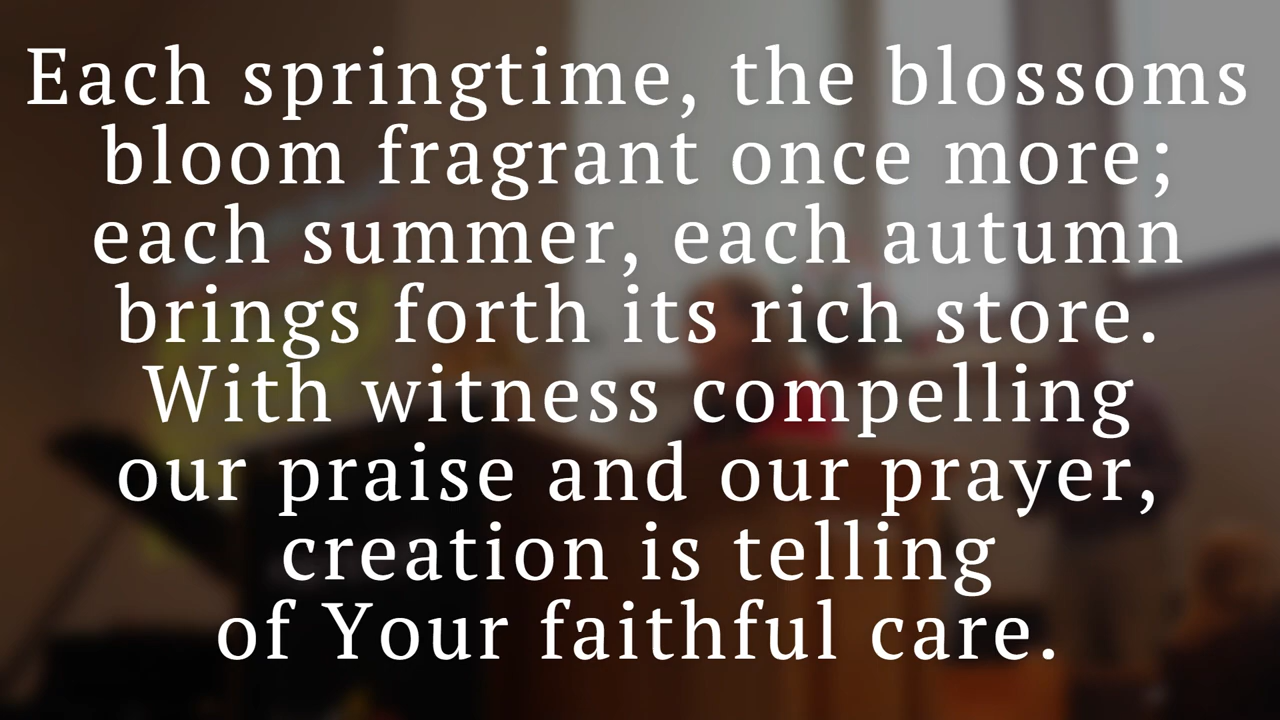 Each springtime, the blossoms
bloom fragrant once more;
each summer, each autumn
brings forth its rich store.
With witness compelling
our praise and our prayer,
creation is telling
of Your faithful care.